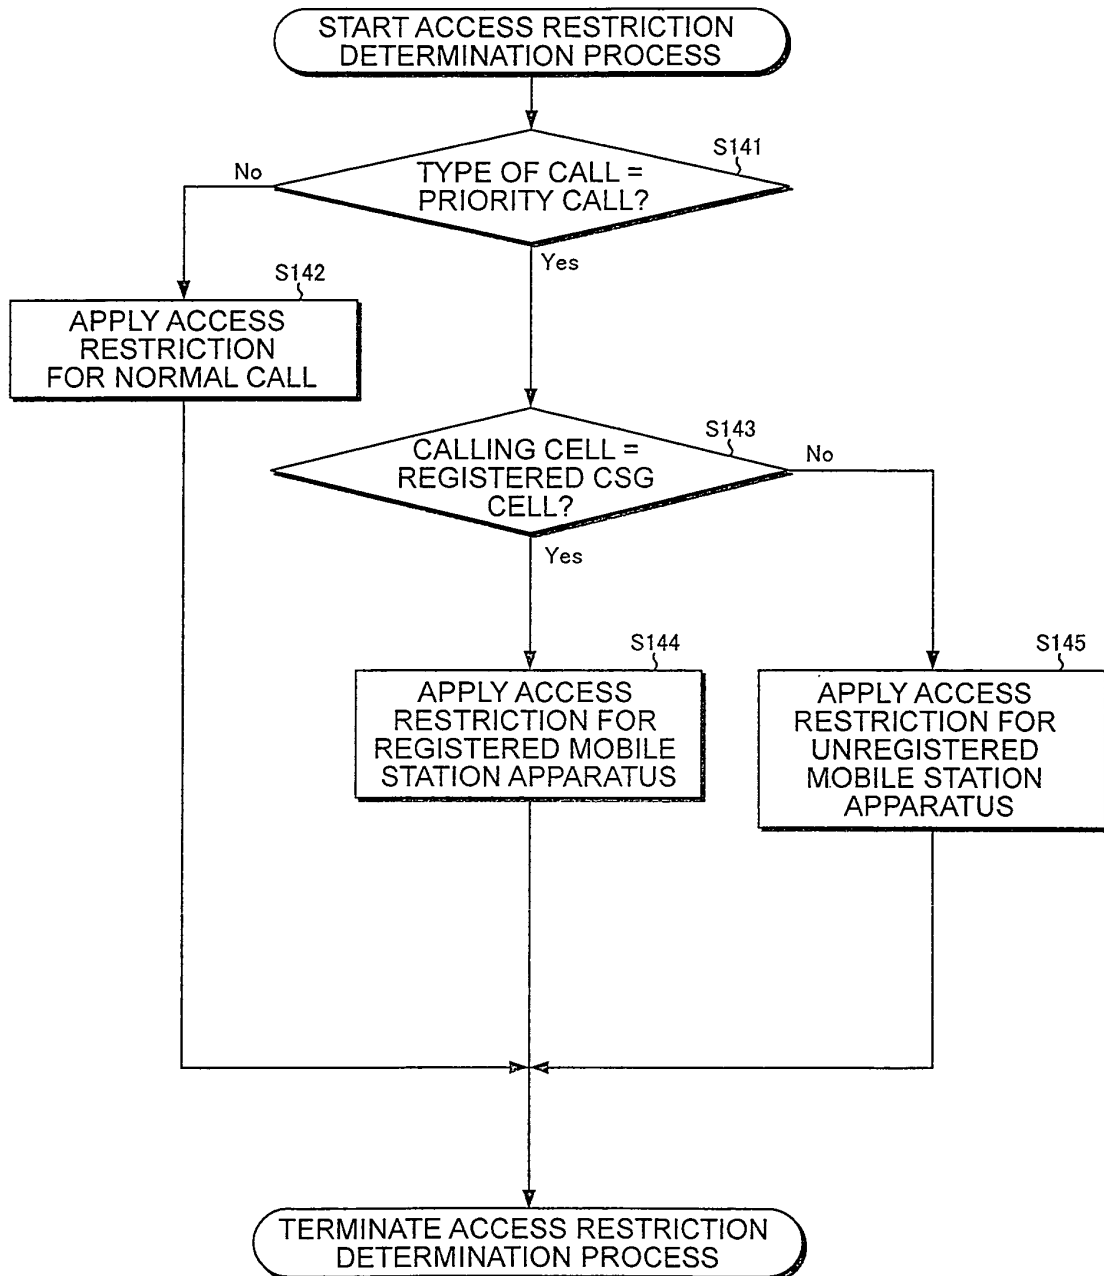 START ACCESS RESTRICTION
DETERMINATION PROCESS
S141
No
TYPE OF CALL =
PRIORITY CALL?
Yes
S142
APPLY ACCESS
RESTRICTION
FOR NORMAL CALL
S143
CALLING CELL =
REGISTERED CSG
CELL?
No
Yes
S144
APPLY ACCESS
RESTRICTION FOR
REGISTERED MOBILE
STATION APPARATUS
S145
APPLY ACCESS
RESTRICTION FOR
UNREGISTERED
MOBILE STATION
APPARATUS
TERMINATE ACCESS RESTRICTION
DETERMINATION PROCESS